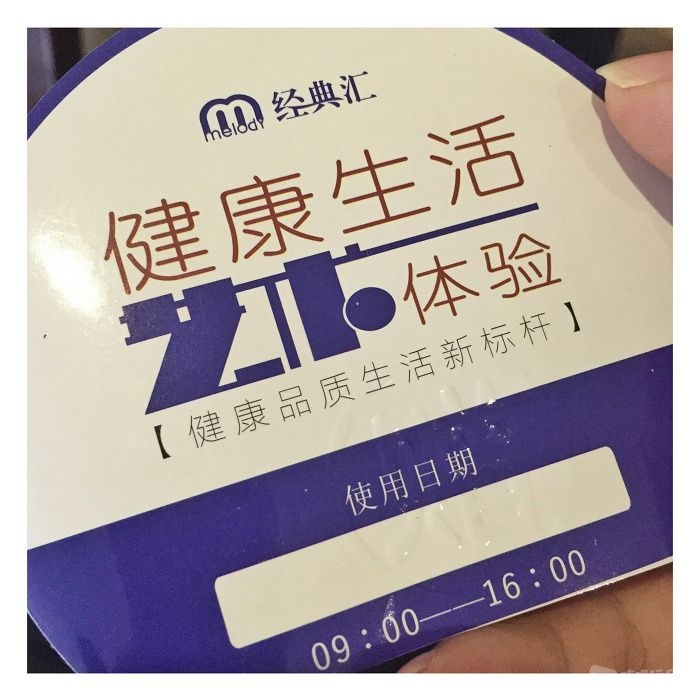 melody 经典汇
健康生活
艺术体验
【健康品质生活新标杆】
使用日期
09：00——16：00